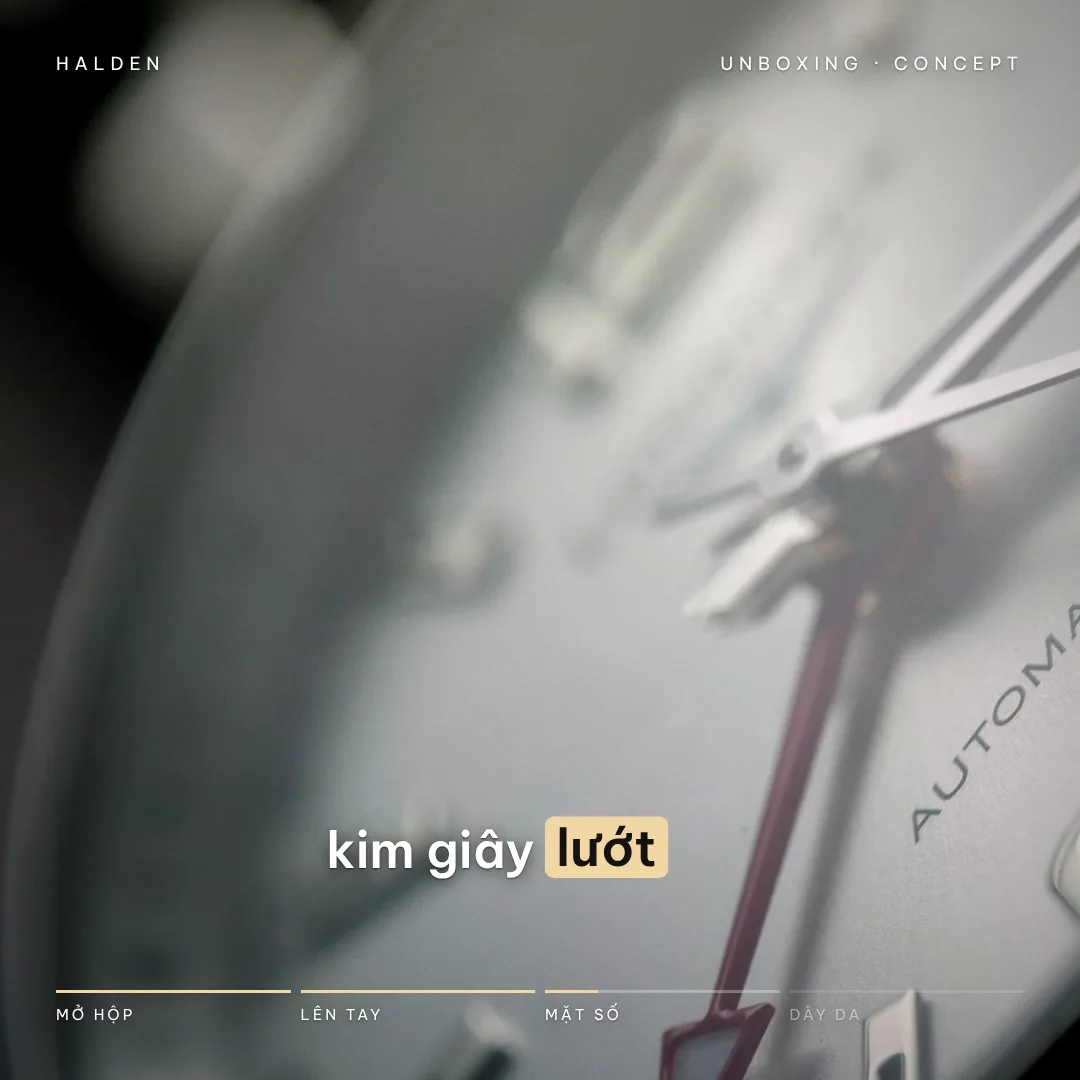 HALDEN
UNBOXING · CONCEPT
AUTOMA
kim giây lướt
MỞ HỘP
LÊN TAY
MẶT SỐ
DÂY DA